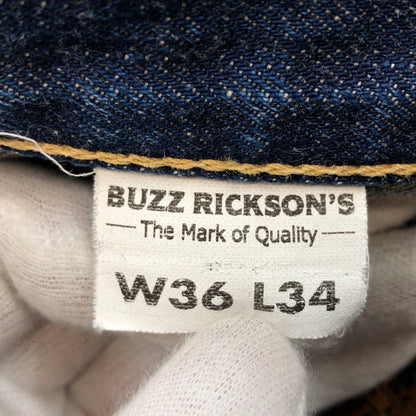 BUZZ RICKSON'S
The Mark of Quality
W36 L34